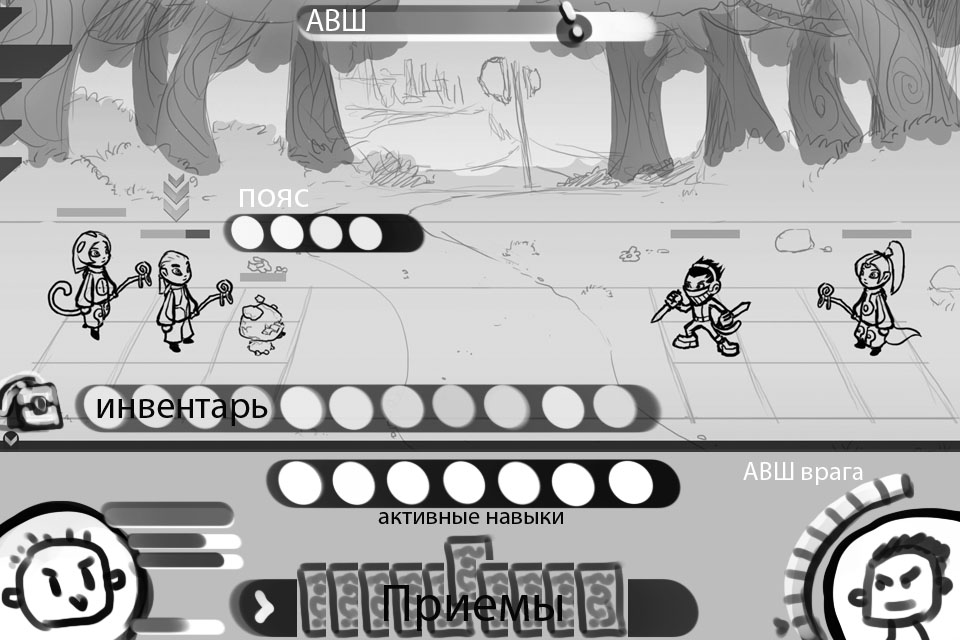 АВШ
пояс
инвентарь
АВШ врага
активные навыки
Приемы